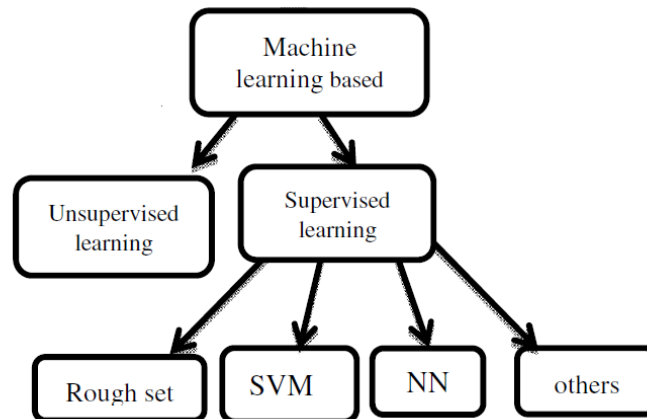 Machine
learning based
Unsupervised
learning
Supervised
learning
Rough set
SVM
NN
others